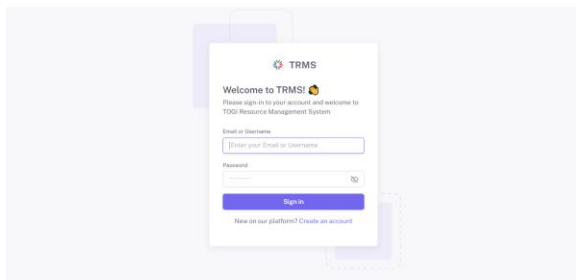 TRMS
Welcome to TRMS! 👋
Please sign-in to your account and welcome to
TOGI Resource Management System
Email or Username
Enter your Email or Username
Password
Sign in
New on our platform? Create an account